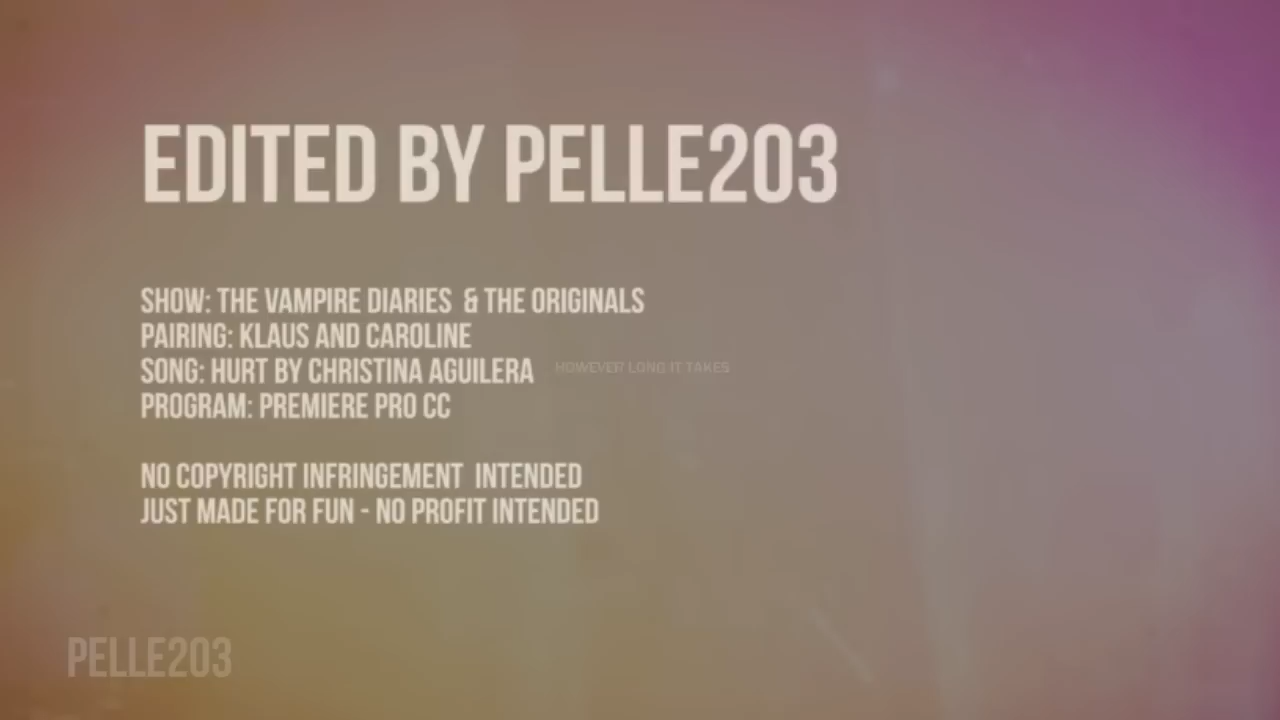 EDITED BY PELLE203
SHOW: THE VAMPIRE DIARIES & THE ORIGINALS
PAIRING: KLAUS AND CAROLINE
SONG: HURT BY CHRISTINA AGUILERA
HOWEVER LONG IT TAKES
PROGRAM: PREMIERE PRO CC
NO COPYRIGHT INFRINGEMENT INTENDED
JUST MADE FOR FUN - NO PROFIT INTENDED
PELLE203